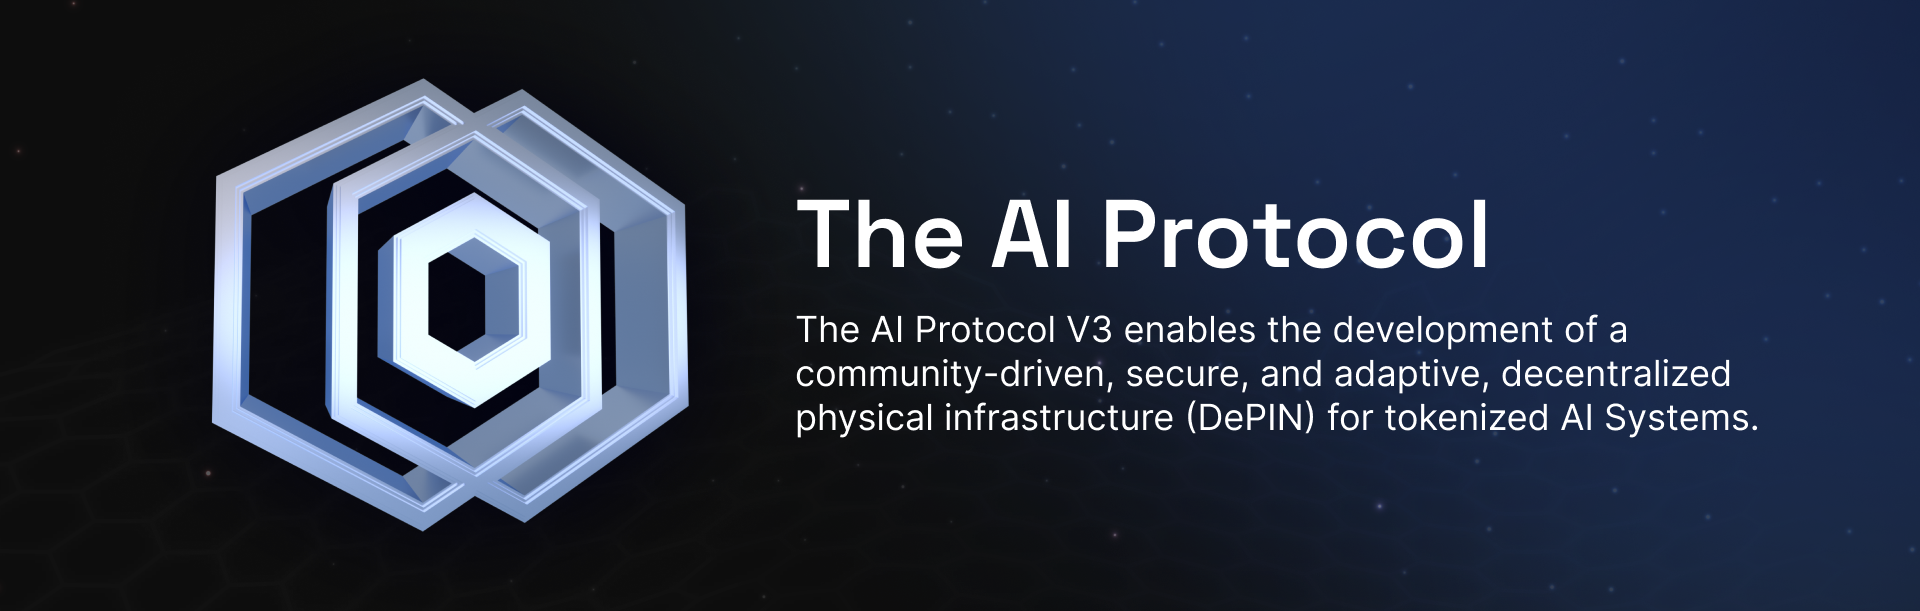 The AI Protocol
The AI Protocol V3 enables the development of a
community-driven, secure, and adaptive, decentralized
physical infrastructure (DePIN) for tokenized AI Systems.